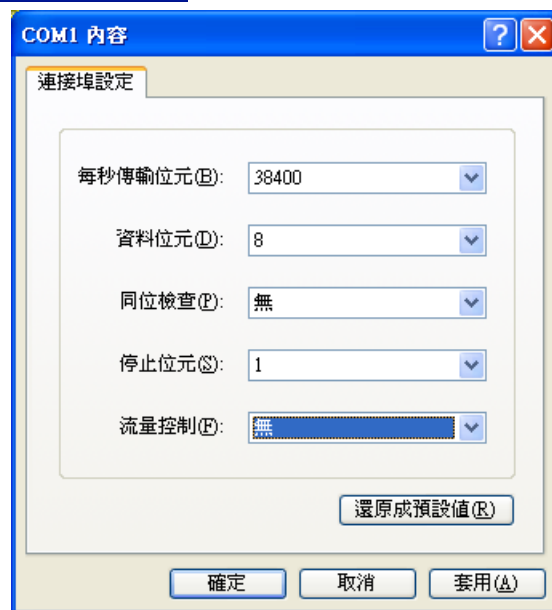 COM1 內容
連接埠設定
每秒傳輸位元(B): 38400
資料位元(D): 8
同位檢查(P): 無
停止位元(S): 1
流量控制(F): 無
還原成預設値(R)
確定 取消 套用(A)